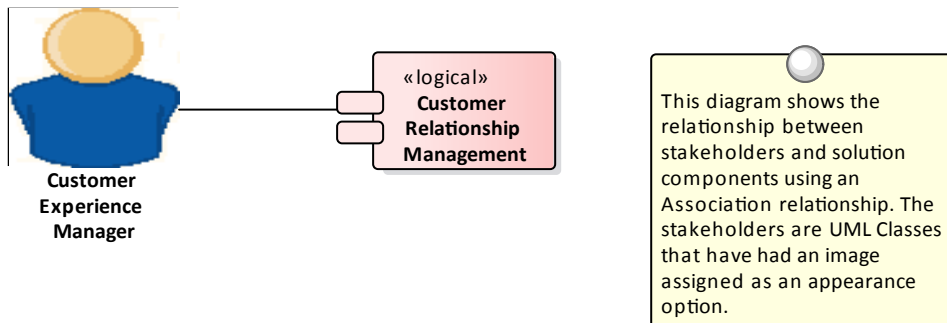 Customer
Experience
Manager
«logical»
Customer
Relationship
Management
This diagram shows the
relationship between
stakeholders and solution
components using an
Association relationship. The
stakeholders are UML Classes
that have had an image
assigned as an appearance
option.